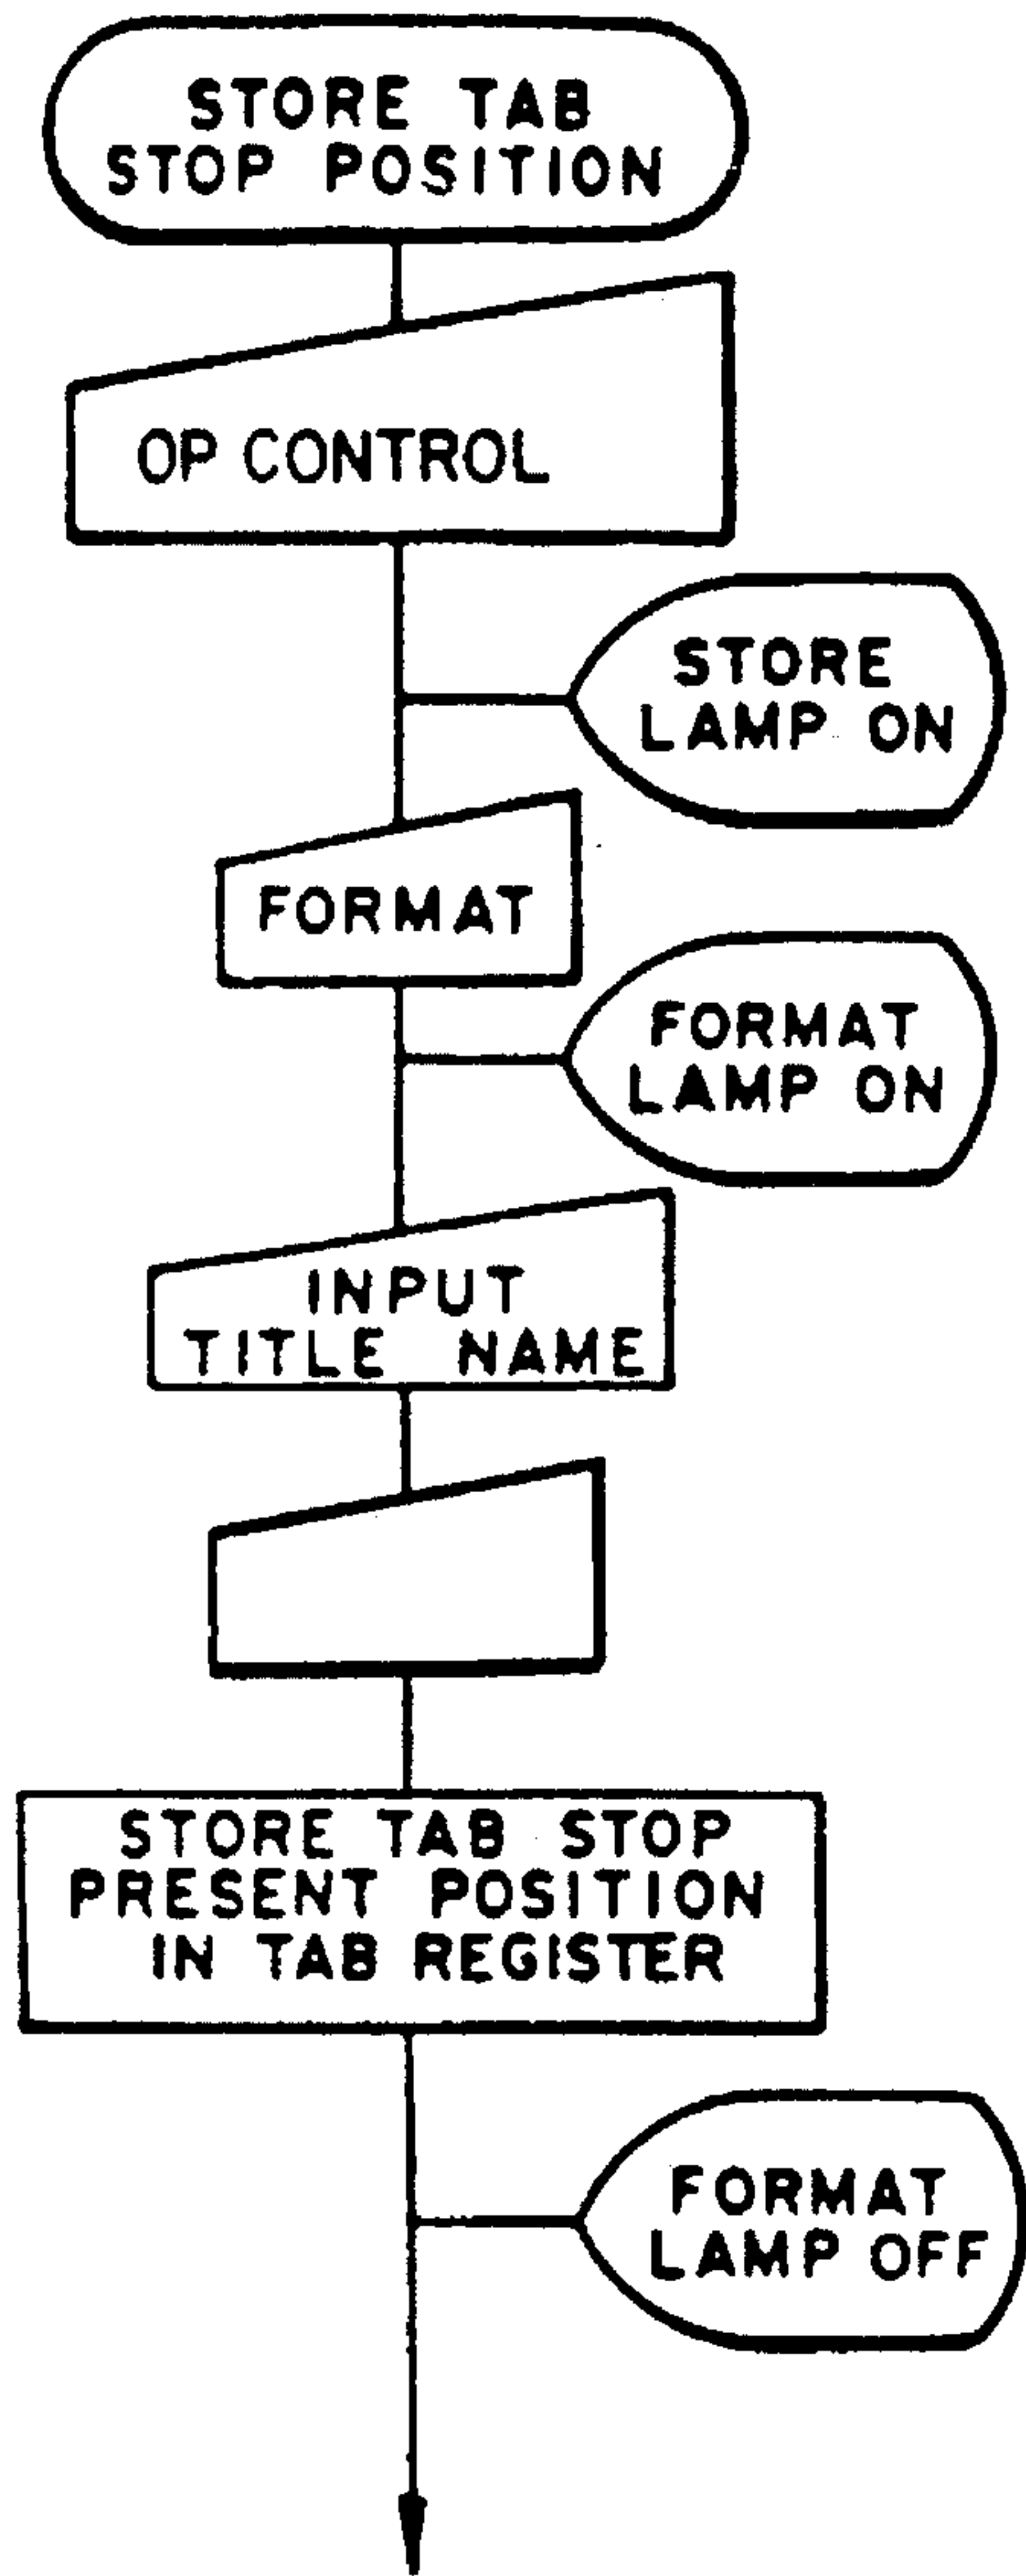 STORE TAB
STOP POSITION
OP CONTROL
STORE
LAMP ON
FORMAT
FORMAT
LAMP ON
INPUT
TITLE NAME
STORE TAB STOP
PRESENT POSITION
IN TAB REGISTER
FORMAT
LAMP OFF